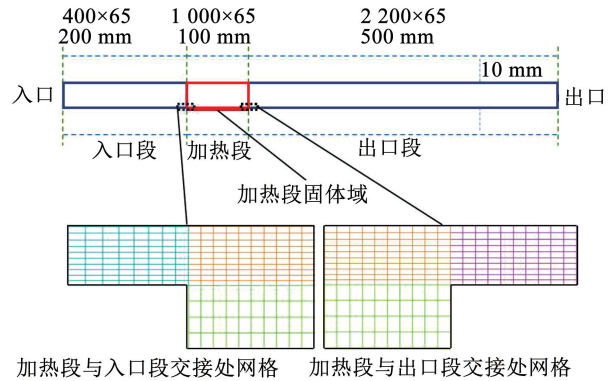 400×65
200 mm
1 000×65
100 mm
2 200×65
500 mm
10 mm
入口
出口
入口段
加热段
出口段
加热段固体域
加热段与入口段交接处网格
加热段与出口段交接处网格